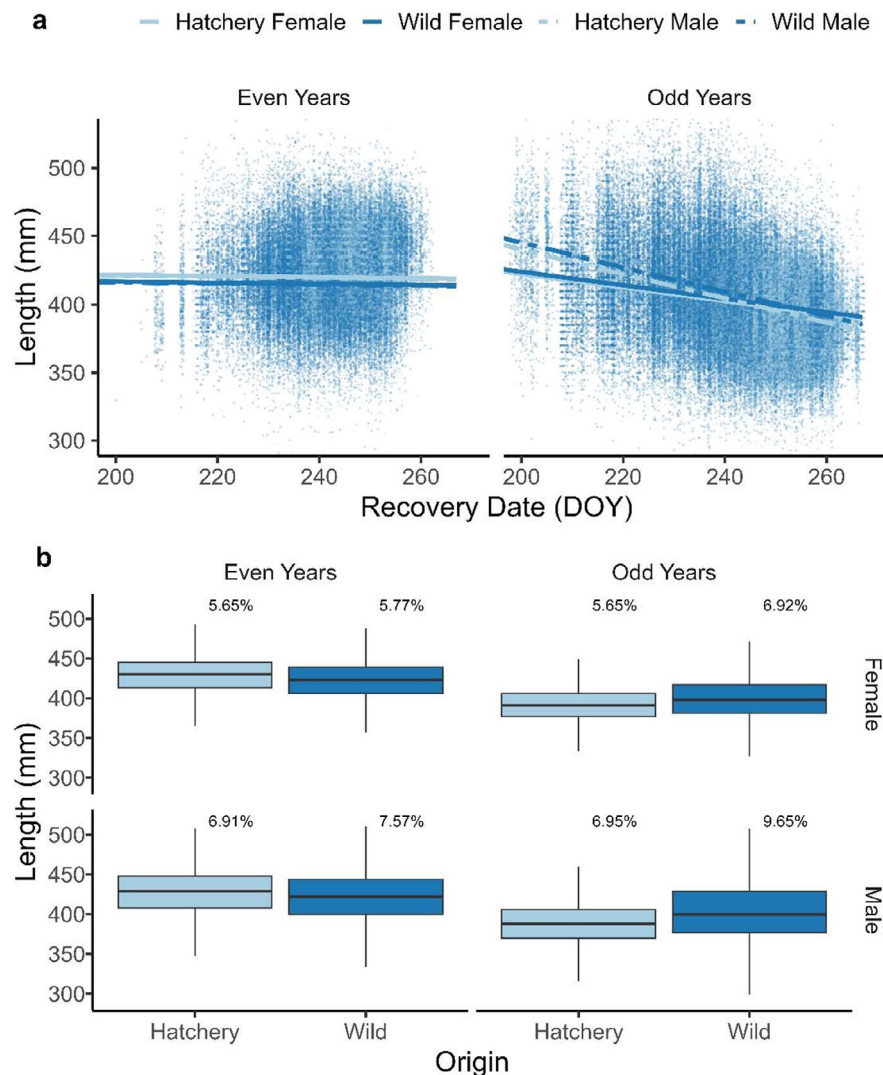 a
Hatchery Female Wild Female Hatchery Male Wild Male
Even Years Odd Years
500
450
400
350
300
Length (mm)
200 220 240 260 200 220 240 260
Recovery Date (DOY)
b
Even Years Odd Years
5.65% 5.77% 5.65% 6.92%
500
450
400
350
300
Female
6.91% 7.57% 6.95% 9.65%
500
450
400
350
300
Male
Length (mm)
Hatchery Wild Hatchery Wild
Origin